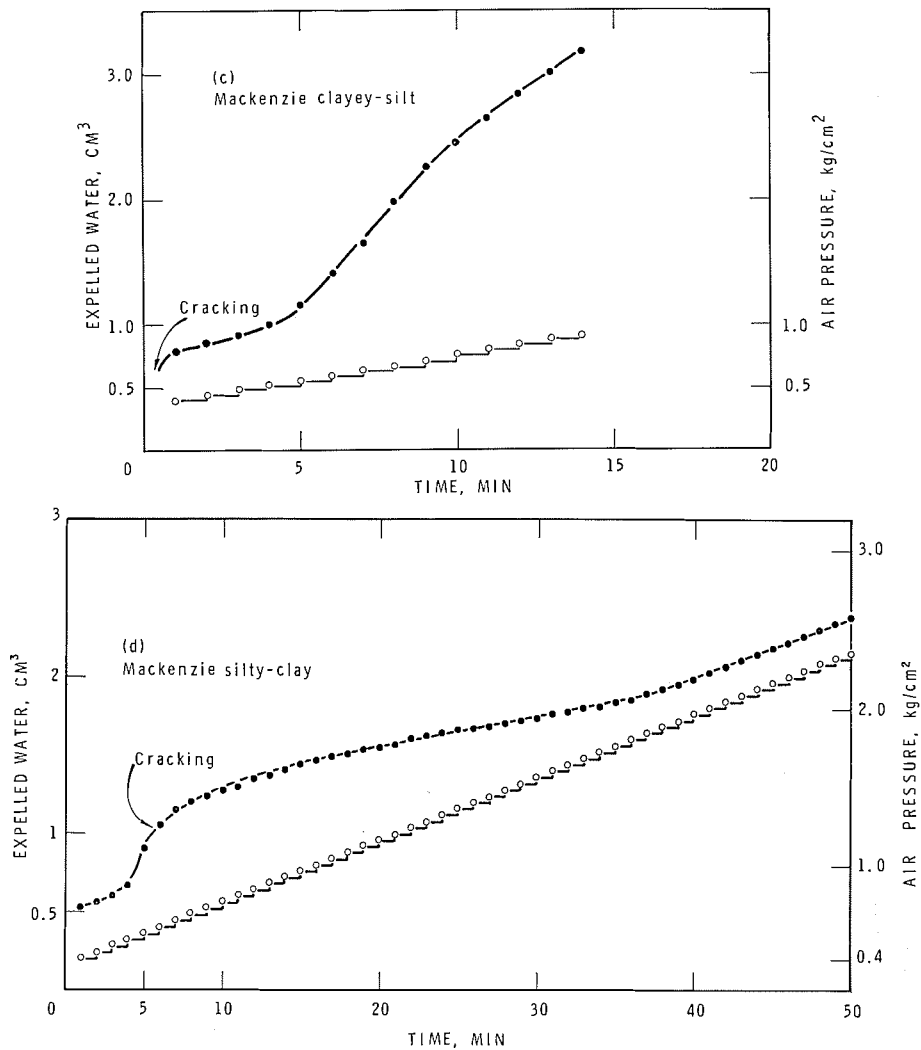 (c)
Mackenzie clayey-silt
EXPELLED WATER, CM³
3.0
2.0
1.0
0.5
Cracking
AIR PRESSURE, kg/cm²
1.0
0.5
0
5
10
15
20
TIME, MIN
(d)
Mackenzie silty-clay
EXPELLED WATER, CM³
3
2
1
0.5
Cracking
AIR PRESSURE, kg/cm²
3.0
2.0
1.0
0.4
0
5
10
20
30
40
50
TIME, MIN